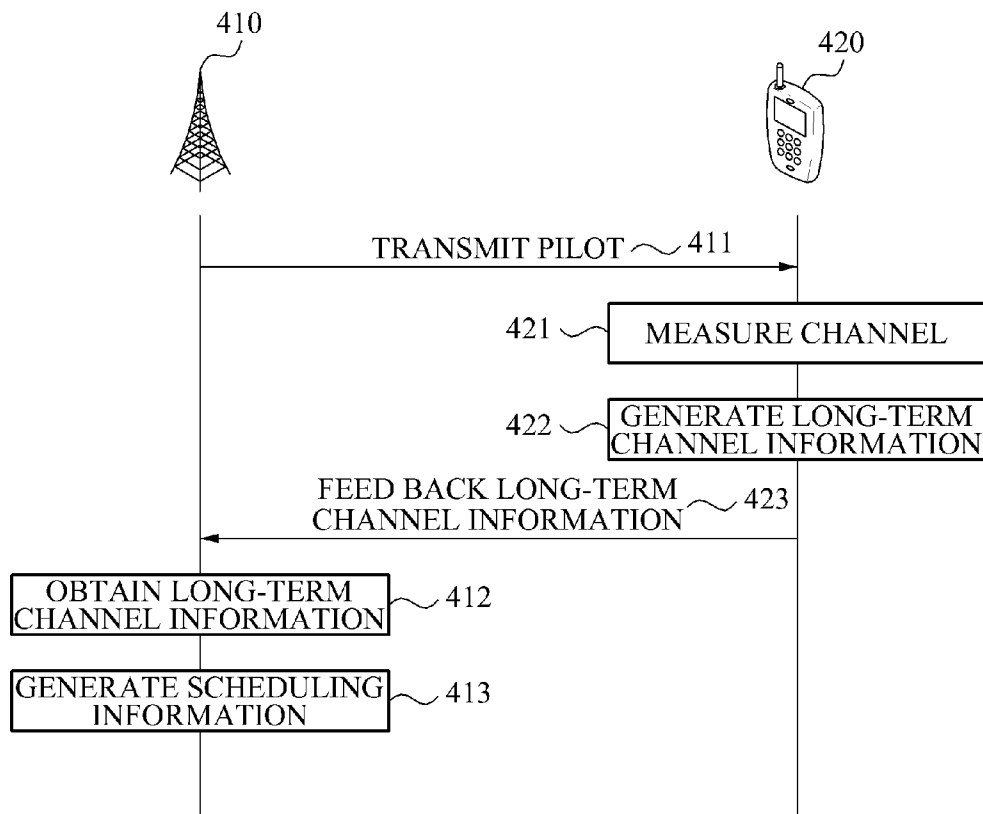 410
420
TRANSMIT PILOT 411
421 MEASURE CHANNEL
422 GENERATE LONG-TERM
CHANNEL INFORMATION
FEED BACK LONG-TERM
CHANNEL INFORMATION 423
OBTAIN LONG-TERM
CHANNEL INFORMATION 412
GENERATE SCHEDULING
INFORMATION 413